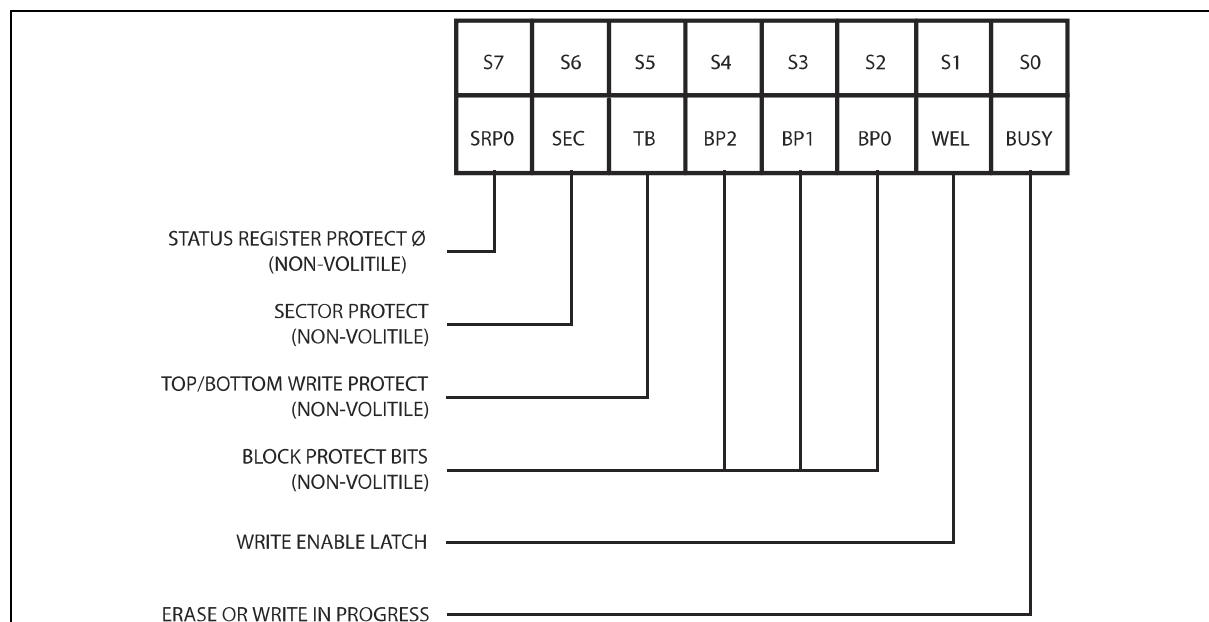 S7 S6 S5 S4 S3 S2 S1 S0
SRP0 SEC TB BP2 BP1 BP0 WEL BUSY
STATUS REGISTER PROTECT Ø
(NON-VOLITILE)
SECTOR PROTECT
(NON-VOLITILE)
TOP/BOTTOM WRITE PROTECT
(NON-VOLITILE)
BLOCK PROTECT BITS
(NON-VOLITILE)
WRITE ENABLE LATCH
ERASE OR WRITE IN PROGRESS